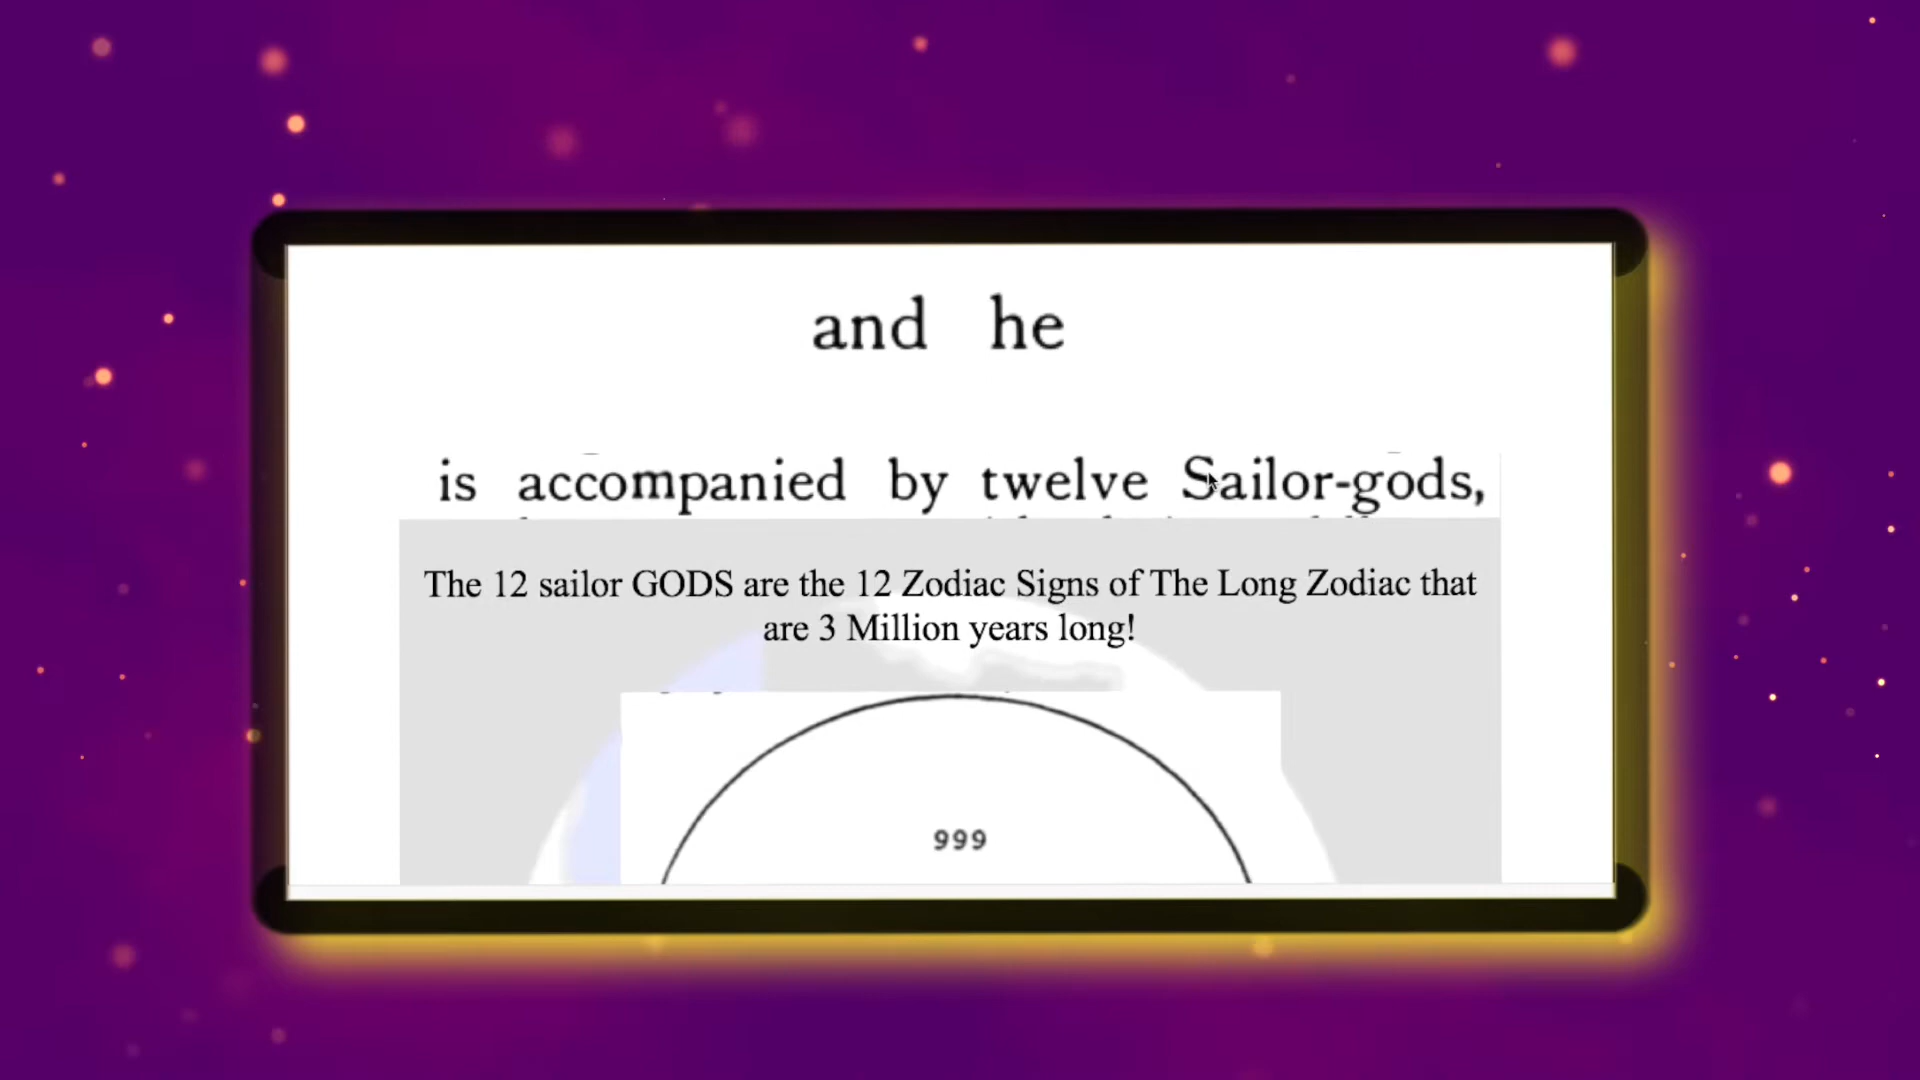 and he
is accompanied by twelve Sailor-gods,
The 12 sailor GODS are the 12 Zodiac Signs of The Long Zodiac that
are 3 Million years long!
999